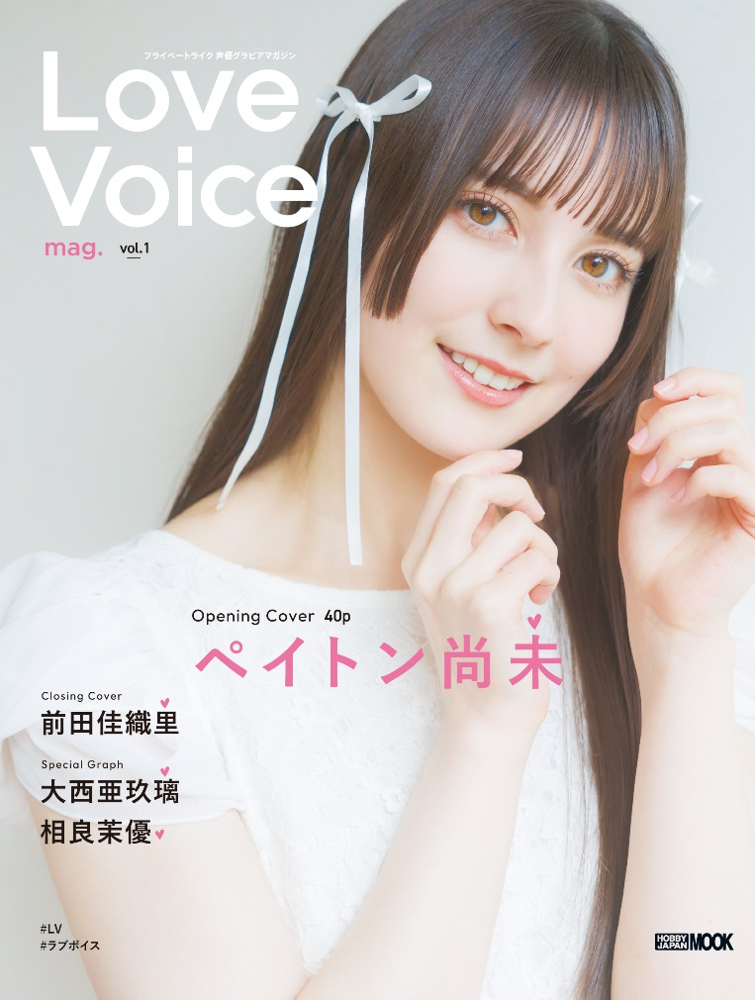 プライベートライク 声優グラビアマガジン
Love
Voice
mag. vol.1
Opening Cover 40p
ペイトン尚未
Closing Cover
前田佳織里
Special Graph
大西亜玖璃
相良茉優
#LV
#ラブボイス
HOBBY JAPAN MOOK